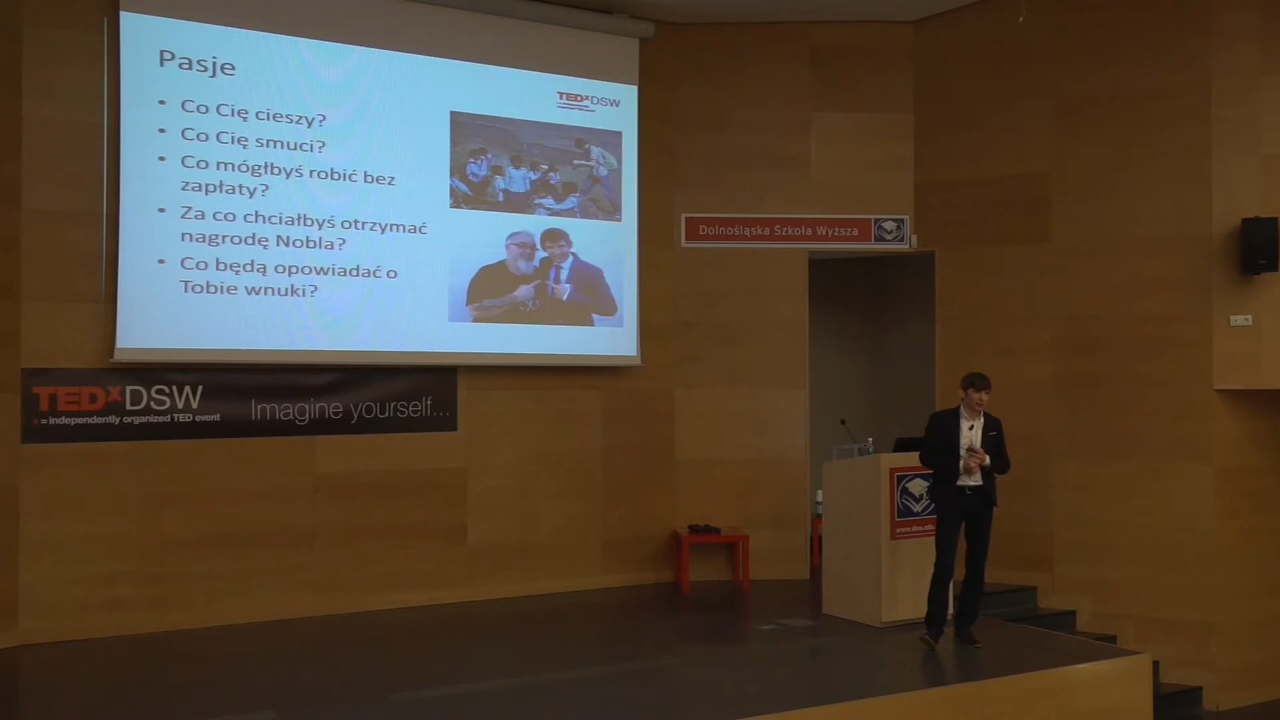 Pasje
TEDxDSW
• Co Cię cieszy?
• Co Cię smuci?
• Co mógłbyś robić bez
zapłaty?
• Za co chciałbyś otrzymać
nagrodę Nobla?
• Co będą opowiadać o
Tobie wnuki?
Dolnośląska Szkoła Wyższa
TEDxDSW
x = independently organized TED event
Imagine yourself...